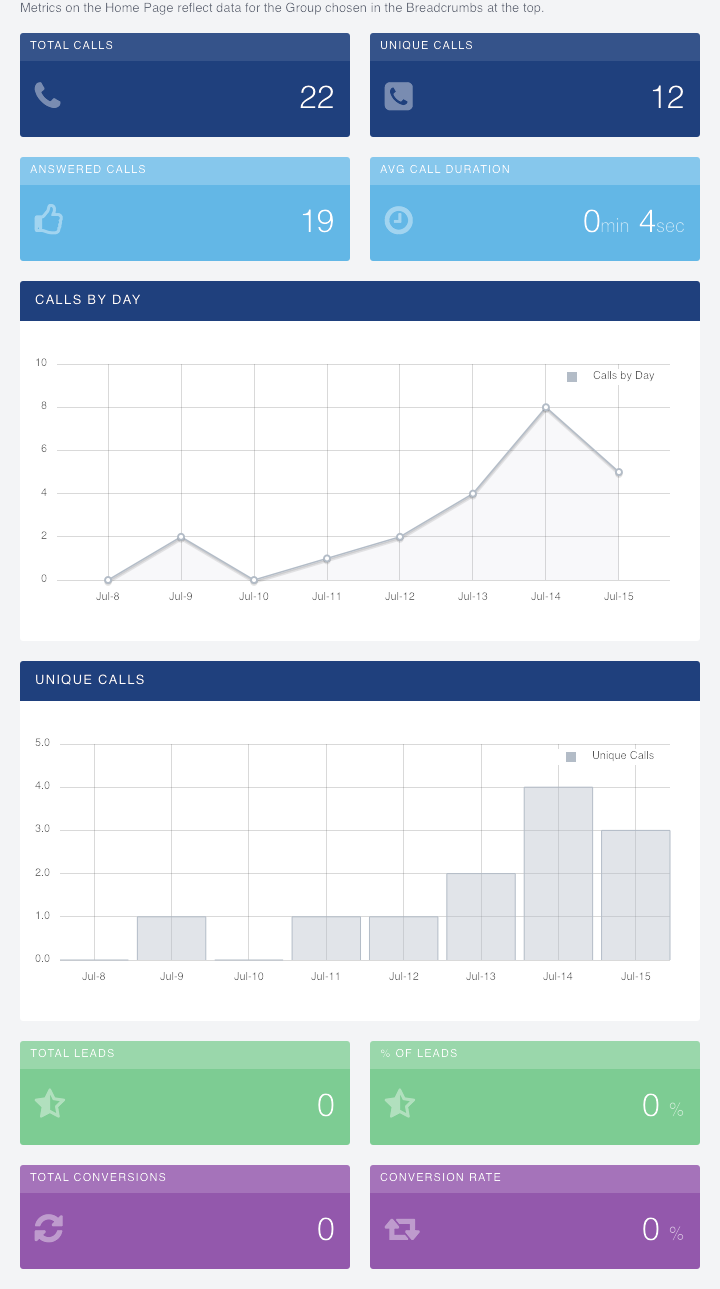 Metrics on the Home Page reflect data for the Group chosen in the Breadcrumbs at the top.
TOTAL CALLS
22
UNIQUE CALLS
12
ANSWERED CALLS
19
AVG CALL DURATION
0min 4sec
CALLS BY DAY
10
8
6
4
2
0
Calls by Day
Jul-8 Jul-9 Jul-10 Jul-11 Jul-12 Jul-13 Jul-14 Jul-15
UNIQUE CALLS
5.0
4.0
3.0
2.0
1.0
0.0
Unique Calls
Jul-8 Jul-9 Jul-10 Jul-11 Jul-12 Jul-13 Jul-14 Jul-15
TOTAL LEADS
0
% OF LEADS
0 %
TOTAL CONVERSIONS
0
CONVERSION RATE
0 %